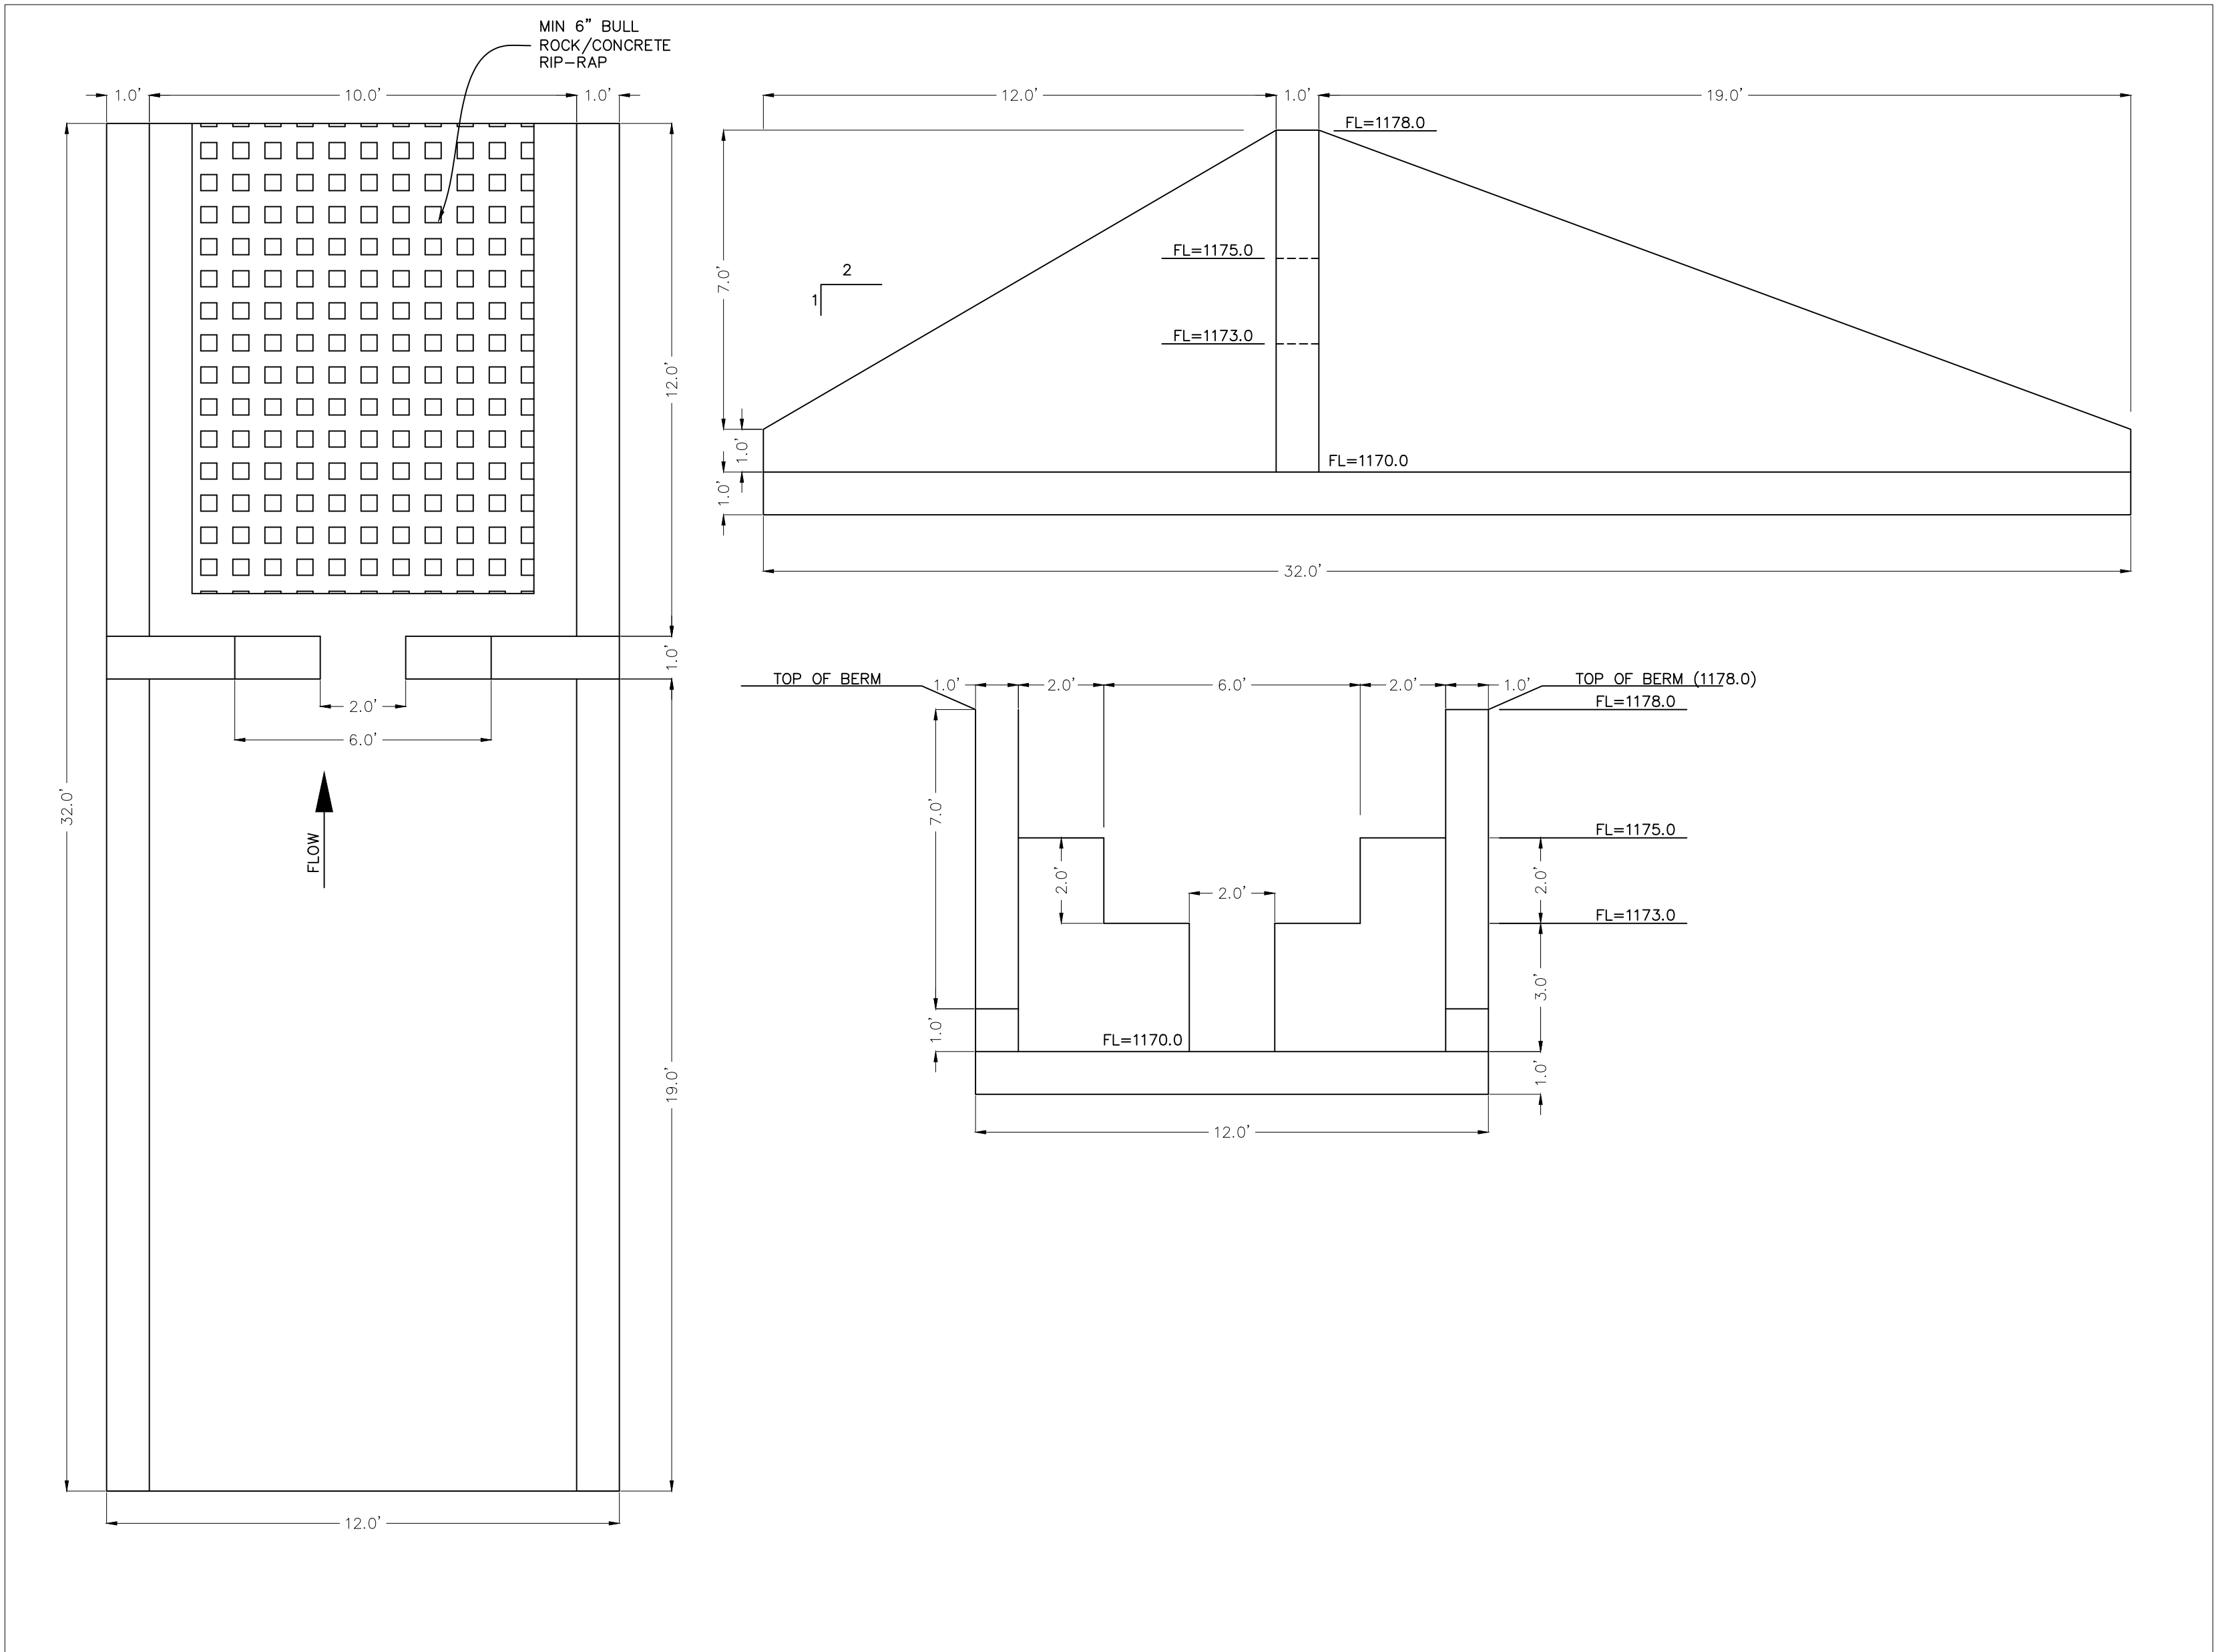 MIN 6" BULL
ROCK/CONCRETE
RIP-RAP
1.0'
10.0'
1.0'
32.0'
12.0'
1.0'
19.0'
2.0'
6.0'
FLOW
12.0'
12.0'
1.0'
19.0'
FL=1178.0
FL=1175.0
2
1
7.0'
FL=1173.0
1.0'
FL=1170.0
1.0'
32.0'
TOP OF BERM
1.0'
2.0'
6.0'
2.0'
1.0'
TOP OF BERM (1178.0)
FL=1178.0
7.0'
FL=1175.0
2.0'
2.0'
2.0'
FL=1173.0
3.0'
1.0'
FL=1170.0
1.0'
12.0'